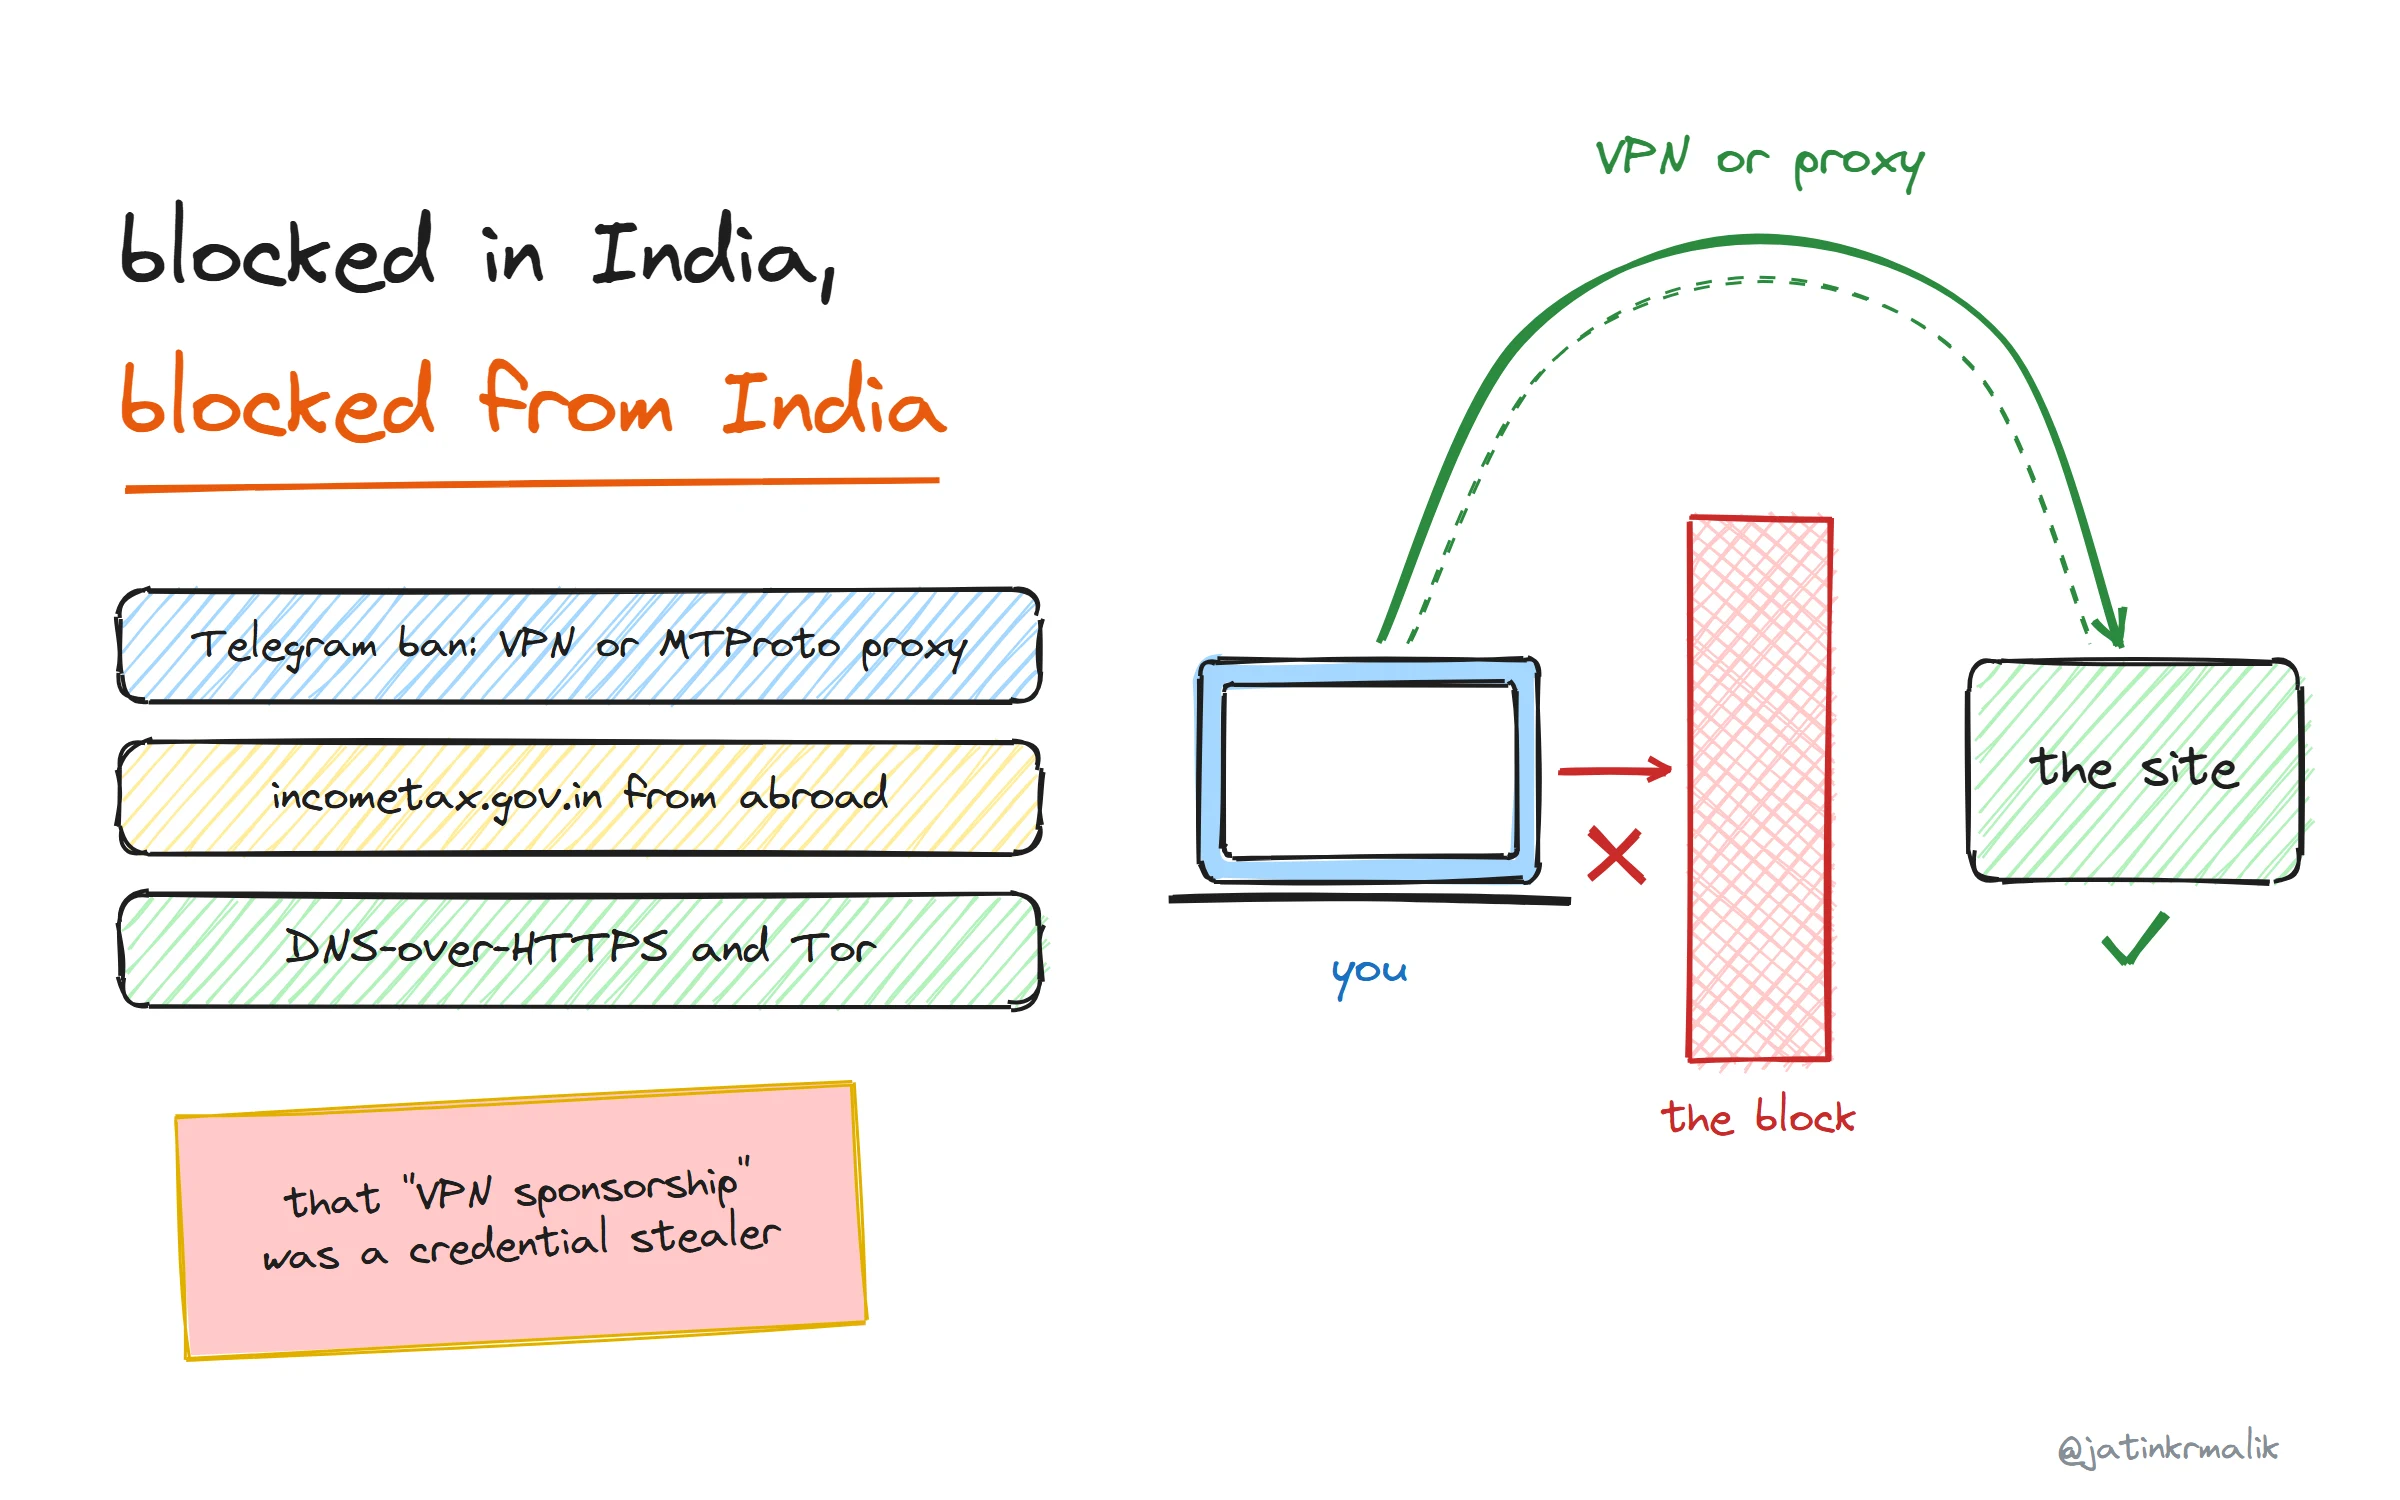 blocked in India,
blocked from India
Telegram ban: VPN or MTProto proxy
incometax.gov.in from abroad
DNS-over-HTTPS and Tor
that "VPN sponsorship"
was a credential stealer
VPN or proxy
you
the block
the site
@jatinkrmalik